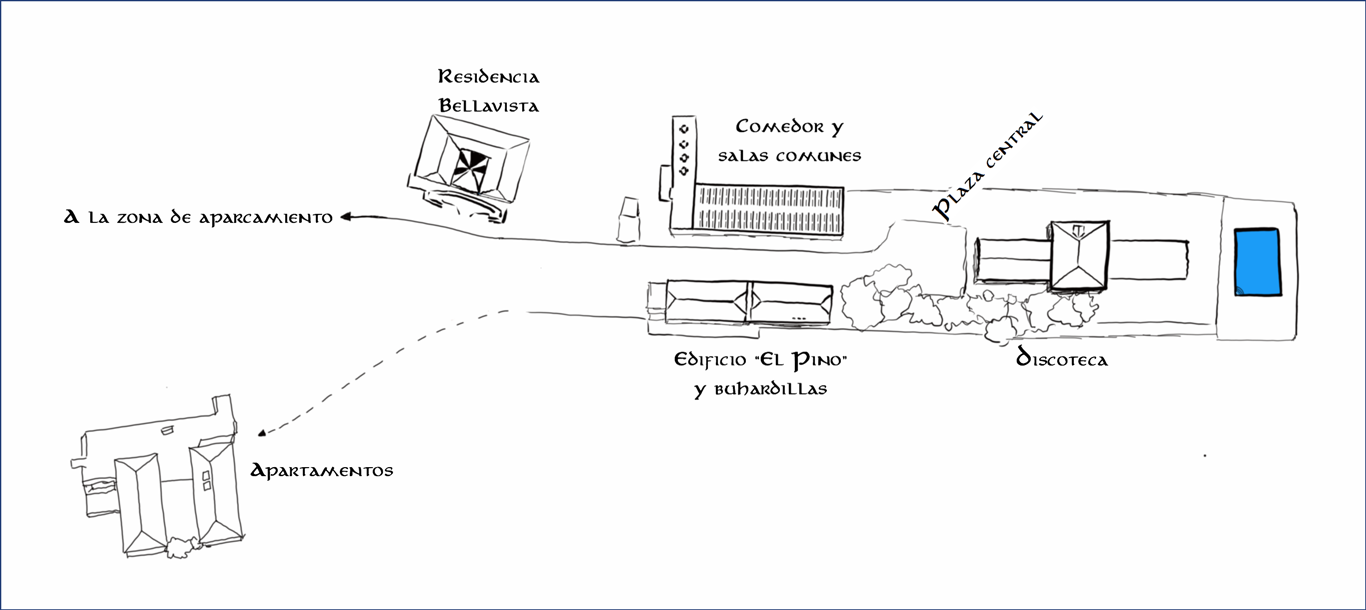 Residencia
Bellavista
Comedor y
salas comunes
Plaza central
A la zona de aparcamiento
Edificio "El Pino"
y buhardillas
Discoteca
Apartamentos